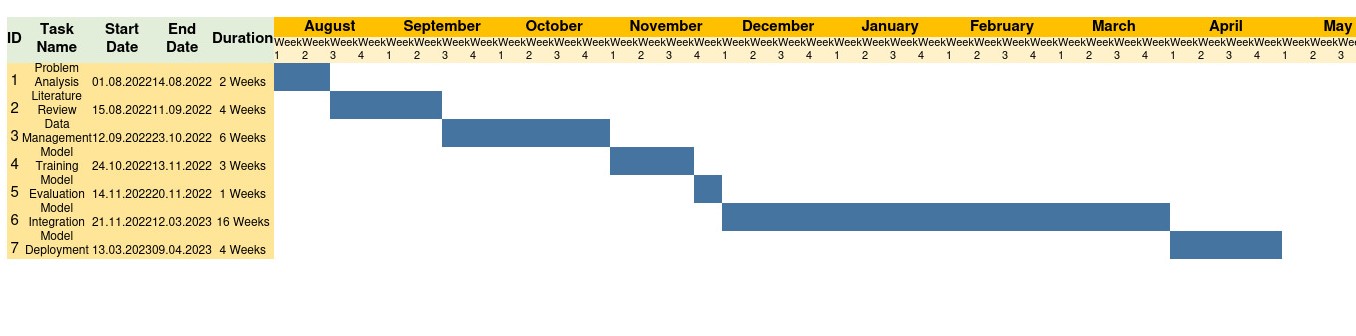 August September October November December January February March April May
ID Task Name Start Date End Date Duration
Week Week Week Week Week Week Week Week Week Week Week Week Week Week Week Week Week Week Week Week Week Week Week Week Week Week Week Week Week Week Week Week Week Week Week Week Week Week Wee
1 2 3 4 1 2 3 4 1 2 3 4 1 2 3 4 1 2 3 4 1 2 3 4 1 2 3 4 1 2 3 4 1 2 3 4 1 2 3
1 Problem Analysis 01.08.2022 14.08.2022 2 Weeks
2 Literature Review 15.08.2022 11.09.2022 4 Weeks
3 Data Management 12.09.2022 23.10.2022 6 Weeks
4 Model Training 24.10.2022 13.11.2022 3 Weeks
5 Model Evaluation 14.11.2022 20.11.2022 1 Weeks
6 Model Integration 21.11.2022 12.03.2023 16 Weeks
7 Model Deployment 13.03.2023 09.04.2023 4 Weeks